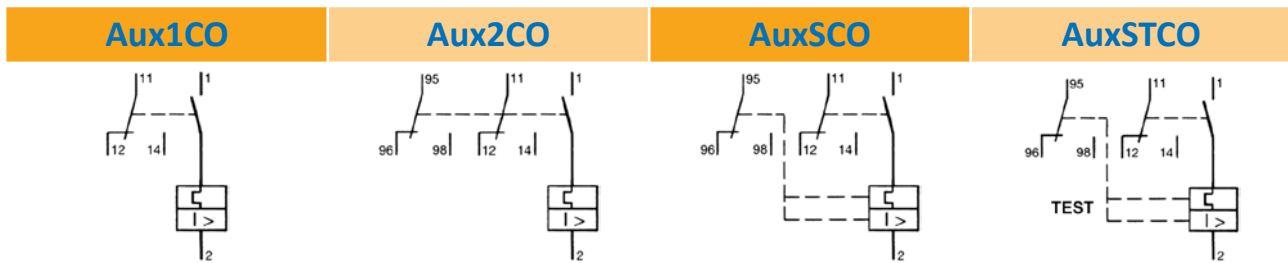 Aux1CO Aux2CO AuxSCO AuxSTCO
11 1 95 11 1 95 11 1 95 11 1
12 14 96 98 12 14 96 98 12 14 96 98 12 14
TEST
I > I > I > I >
2 2 2 2